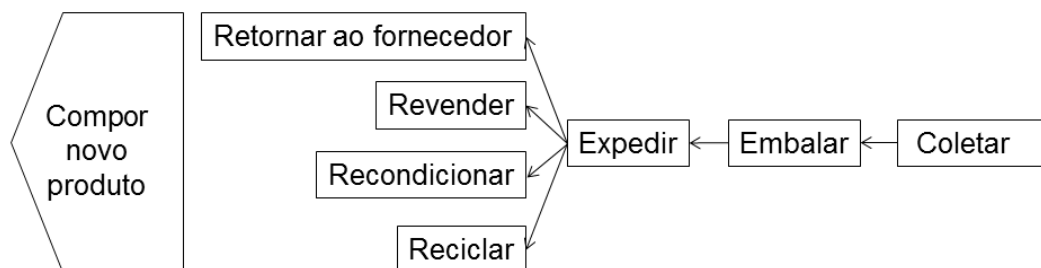 Retornar ao fornecedor
Revender
Recondicionar
Reciclar
Compor
novo
produto
Expedir
Embalar
Coletar